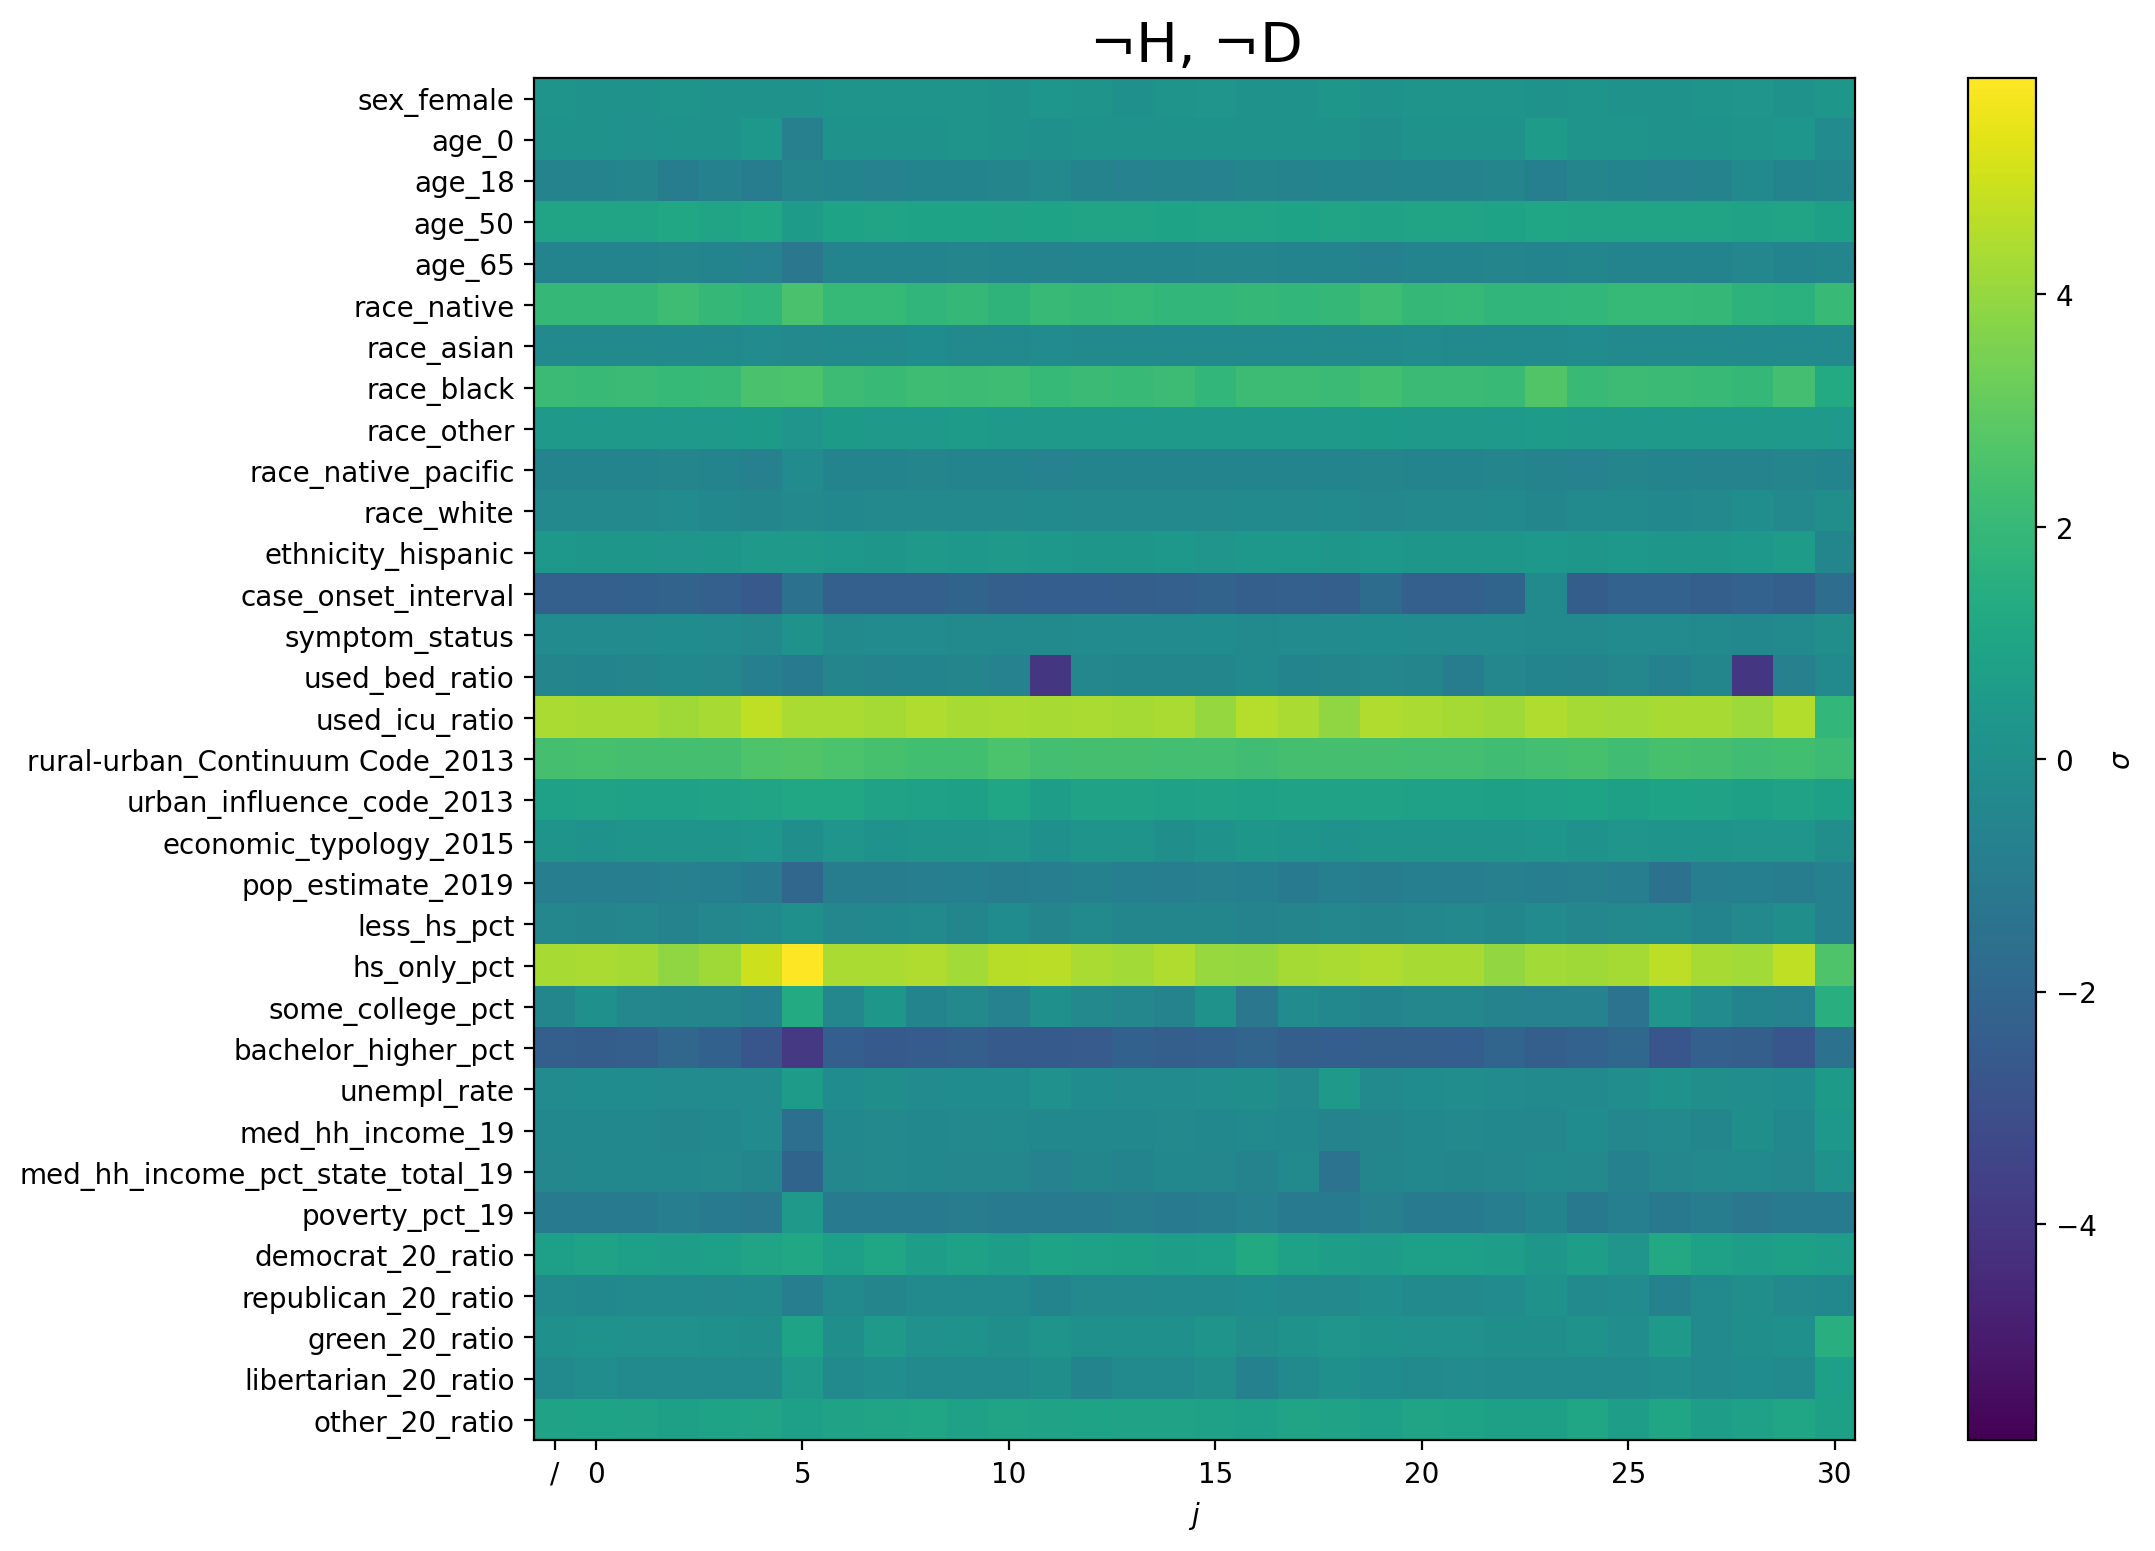 ¬H, ¬D
sex_female
age_0
age_18
age_50
age_65
race_native
race_asian
race_black
race_other
race_native_pacific
race_white
ethnicity_hispanic
case_onset_interval
symptom_status
used_bed_ratio
used_icu_ratio
rural-urban_Continuum Code_2013
urban_influence_code_2013
economic_typology_2015
pop_estimate_2019
less_hs_pct
hs_only_pct
some_college_pct
bachelor_higher_pct
unempl_rate
med_hh_income_19
med_hh_income_pct_state_total_19
poverty_pct_19
democrat_20_ratio
republican_20_ratio
green_20_ratio
libertarian_20_ratio
other_20_ratio
/ 0 5 10 15 20 25 30
j
4
2
0
−2
−4
σ